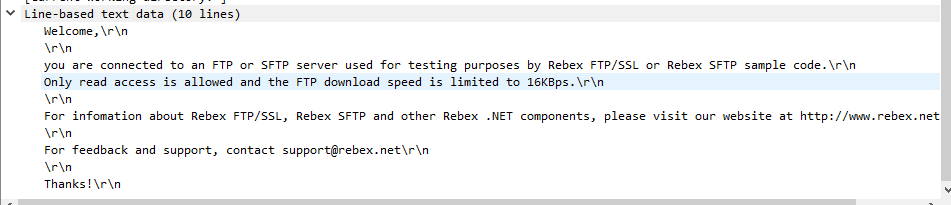 Line-based text data (10 lines)
Welcome,\r\n
\r\n
you are connected to an FTP or SFTP server used for testing purposes by Rebex FTP/SSL or Rebex SFTP sample code.\r\n
Only read access is allowed and the FTP download speed is limited to 16KBps.\r\n
\r\n
For infomation about Rebex FTP/SSL, Rebex SFTP and other Rebex .NET components, please visit our website at http://www.rebex.net
\r\n
For feedback and support, contact support@rebex.net\r\n
\r\n
Thanks!\r\n